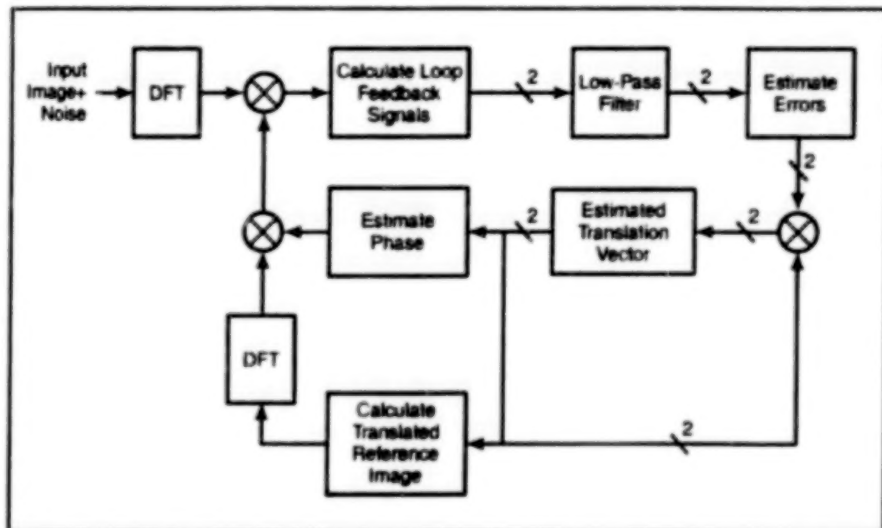 Input
Image+
Noise
DFT
Calculate Loop
Feedback
Signals
2
Low-Pass
Filter
2
Estimate
Errors
2
Estimate
Phase
2
Estimated
Translation
Vector
2
DFT
Calculate
Translated
Reference
Image
2